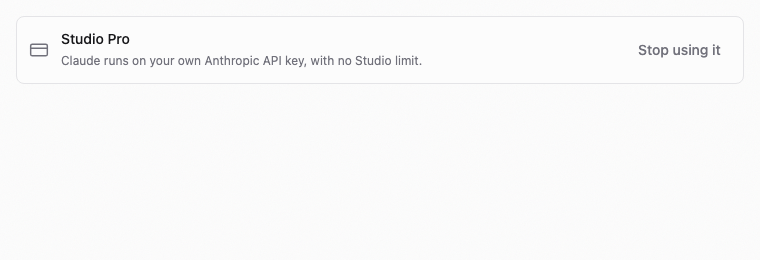 Studio Pro
Claude runs on your own Anthropic API key, with no Studio limit.
Stop using it